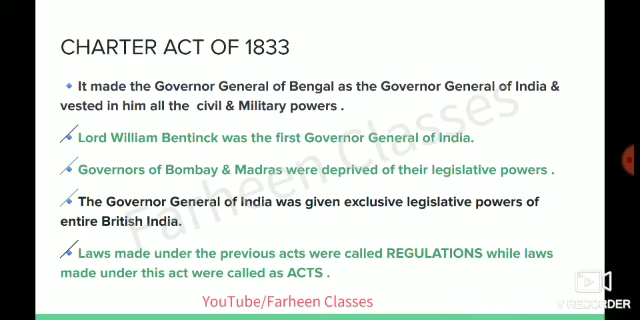 CHARTER ACT OF 1833
It made the Governor General of Bengal as the Governor General of India &
vested in him all the civil & Military powers .
Lord William Bentinck was the first Governor General of India.
Governors of Bombay & Madras were deprived of their legislative powers .
The Governor General of India was given exclusive legislative powers of
entire British India.
Laws made under the previous acts were called REGULATIONS while laws
made under this act were called as ACTS .
YouTube/Farheen Classes
Farheen Classes
V RECORDER